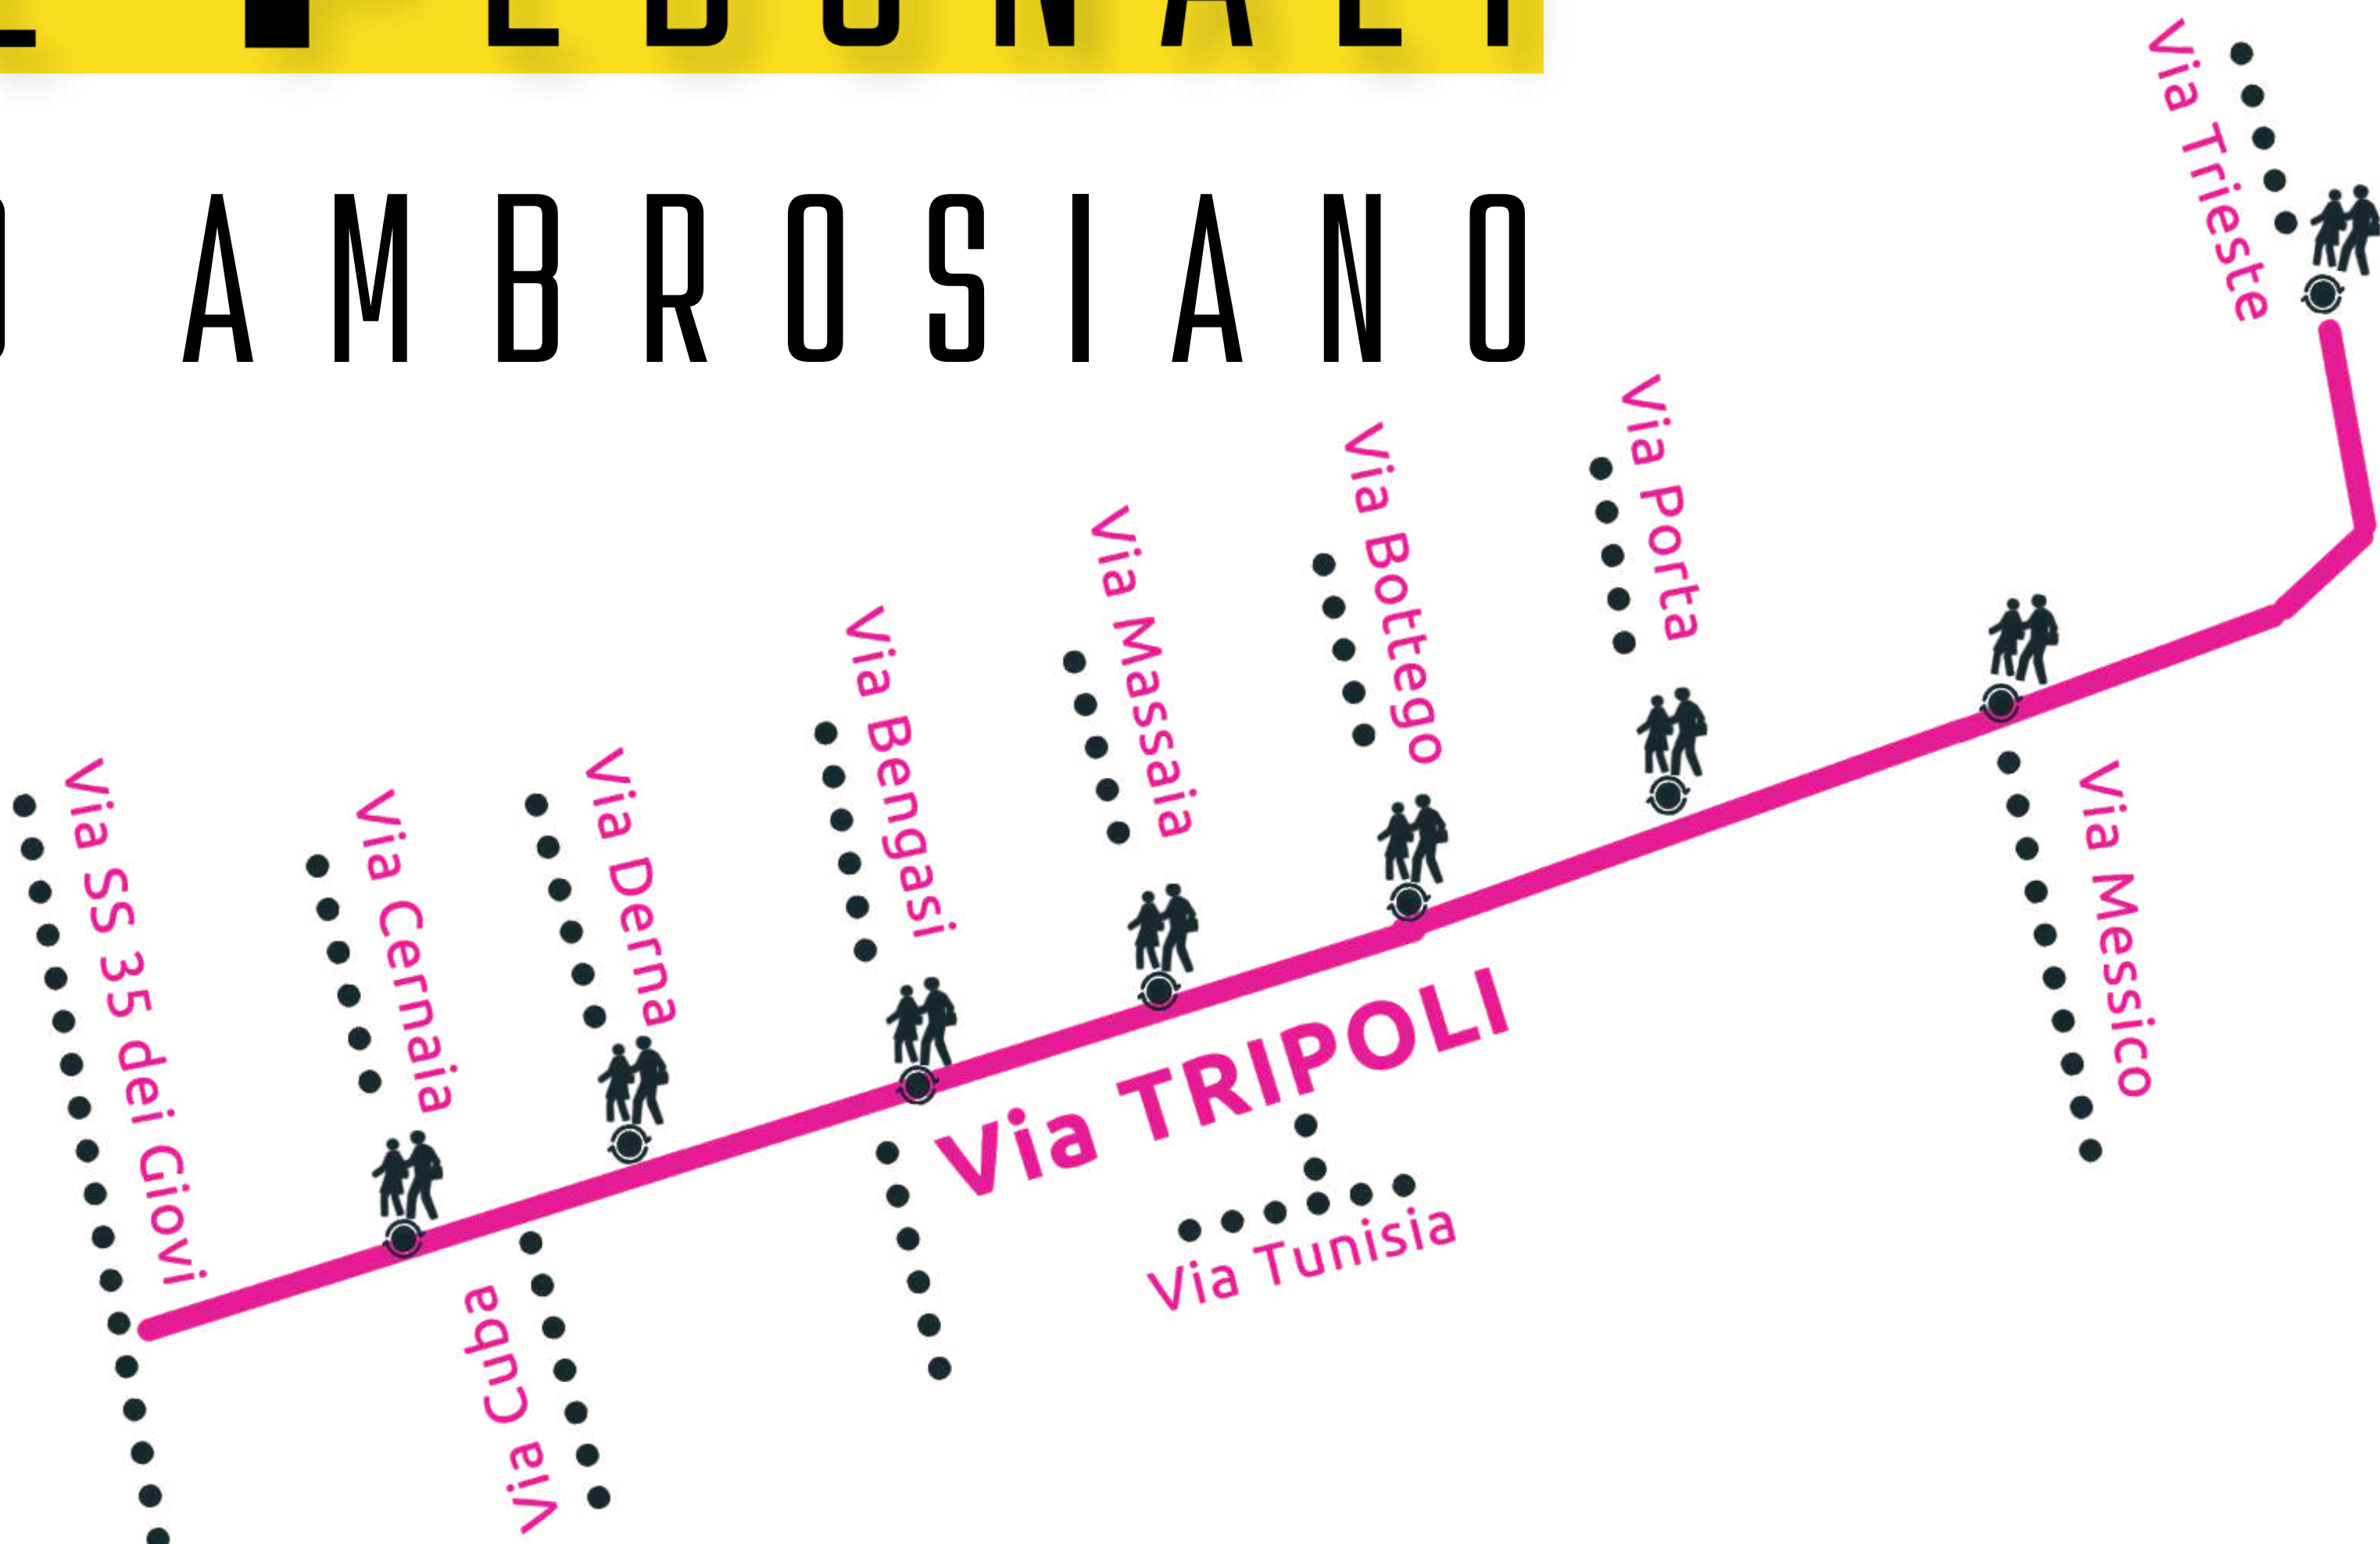 AMBROSIANO
Via Trieste
Via Porta
Via Bottego
Via Massaia
Via Bengasi
Via Derna
Via Cernaia
Via SS 35 dei Giovi
Via Messico
Via TRIPOLI
Via Tunisia
Via Cuba